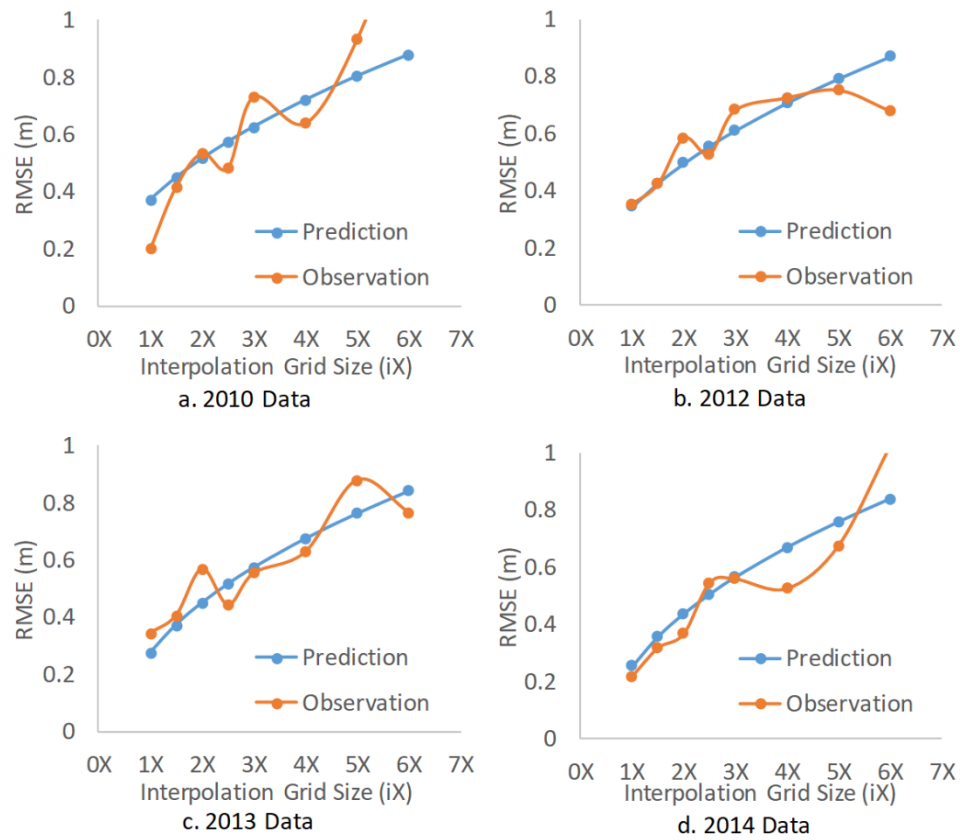 1
0.8
0.6
0.4
0.2
0
RMSE (m)
Prediction
Observation
0X 1X 2X 3X 4X 5X 6X 7X
Interpolation Grid Size (iX)
a. 2010 Data
1
0.8
0.6
0.4
0.2
0
RMSE (m)
Prediction
Observation
0X 1X 2X 3X 4X 5X 6X 7X
Interpolation Grid Size (iX)
b. 2012 Data
1
0.8
0.6
0.4
0.2
0
RMSE (m)
Prediction
Observation
0X 1X 2X 3X 4X 5X 6X 7X
Interpolation Grid Size (iX)
c. 2013 Data
1
0.8
0.6
0.4
0.2
0
RMSE (m)
Prediction
Observation
0X 1X 2X 3X 4X 5X 6X 7X
Interpolation Grid Size (iX)
d. 2014 Data